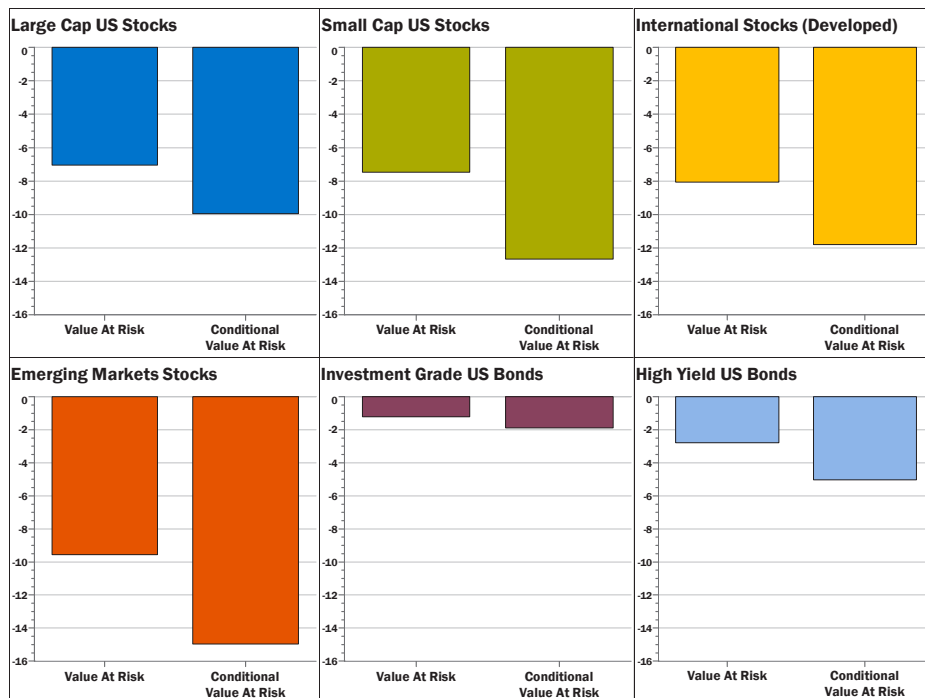 Large Cap US Stocks
0
-2
-4
-6
-8
-10
-12
-14
-16
Value At Risk
Conditional
Value At Risk
Small Cap US Stocks
0
-2
-4
-6
-8
-10
-12
-14
-16
Value At Risk
Conditional
Value At Risk
International Stocks (Developed)
0
-2
-4
-6
-8
-10
-12
-14
-16
Value At Risk
Conditional
Value At Risk
Emerging Markets Stocks
0
-2
-4
-6
-8
-10
-12
-14
-16
Value At Risk
Conditional
Value At Risk
Investment Grade US Bonds
0
-2
-4
-6
-8
-10
-12
-14
-16
Value At Risk
Conditional
Value At Risk
High Yield US Bonds
0
-2
-4
-6
-8
-10
-12
-14
-16
Value At Risk
Conditional
Value At Risk